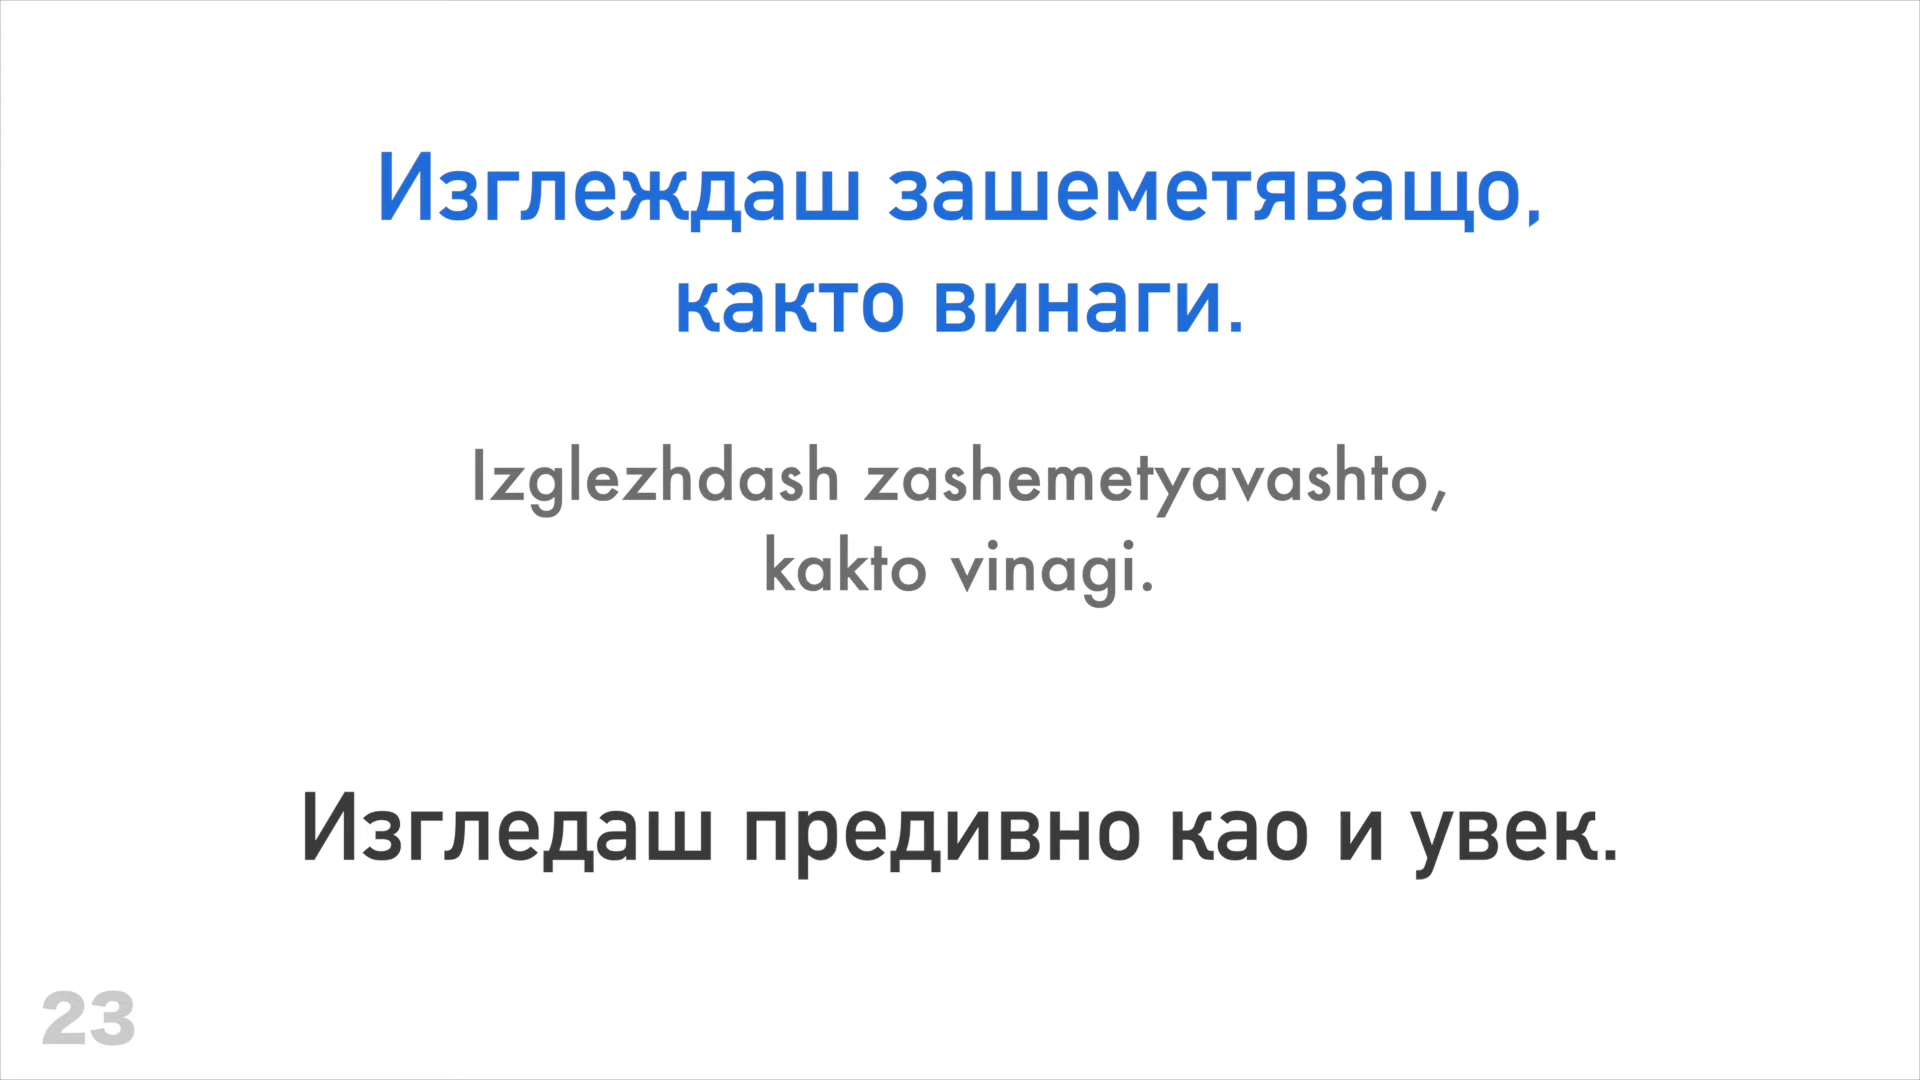 Изглеждаш зашеметяващо,
както винаги.
Izglezhdash zashemetyavashto,
kakto vinagi.
Изгледаш предивно као и увек.
23